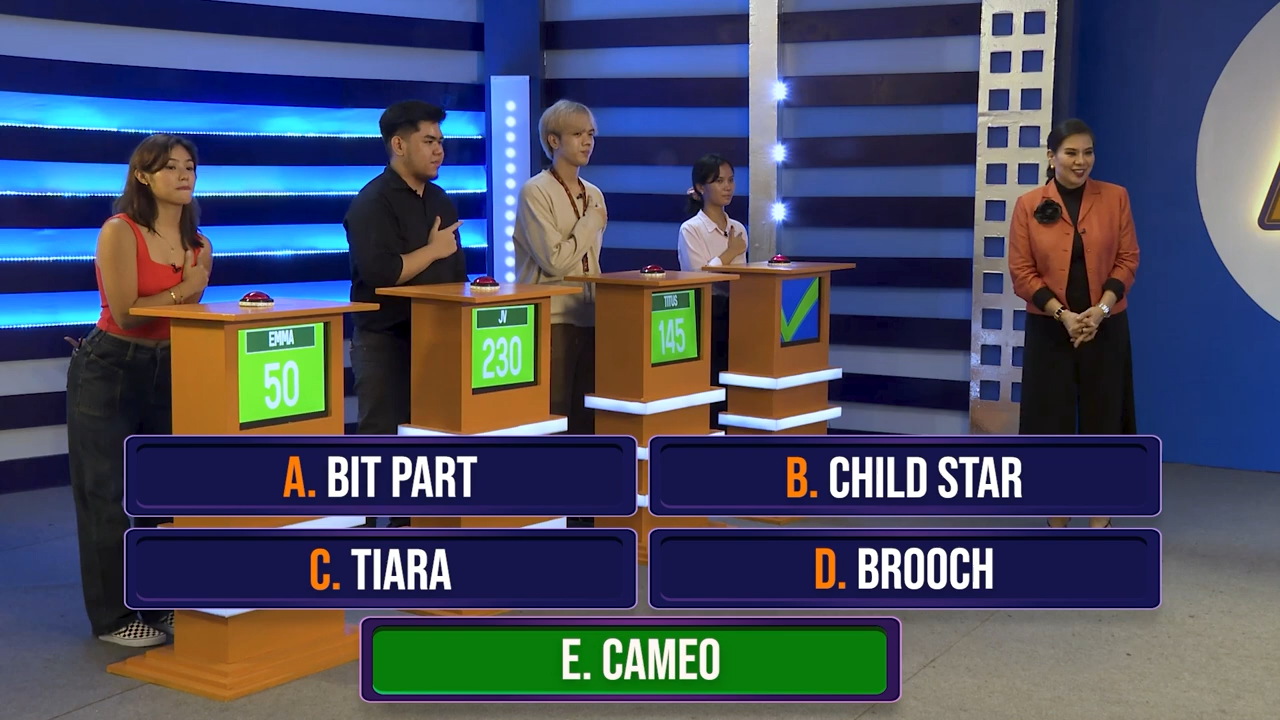 EMMA
50
JV
230
TITUS
145
A. BIT PART
B. CHILD STAR
C. TIARA
D. BROOCH
E. CAMEO